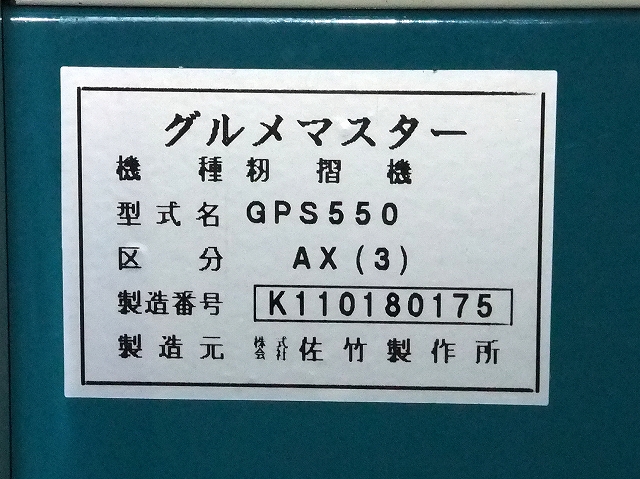 グルメマスター
機種 籾摺機
型式名 GPS550
区分 AX(3)
製造番号 K110180175
製造元 株式会社 佐竹製作所